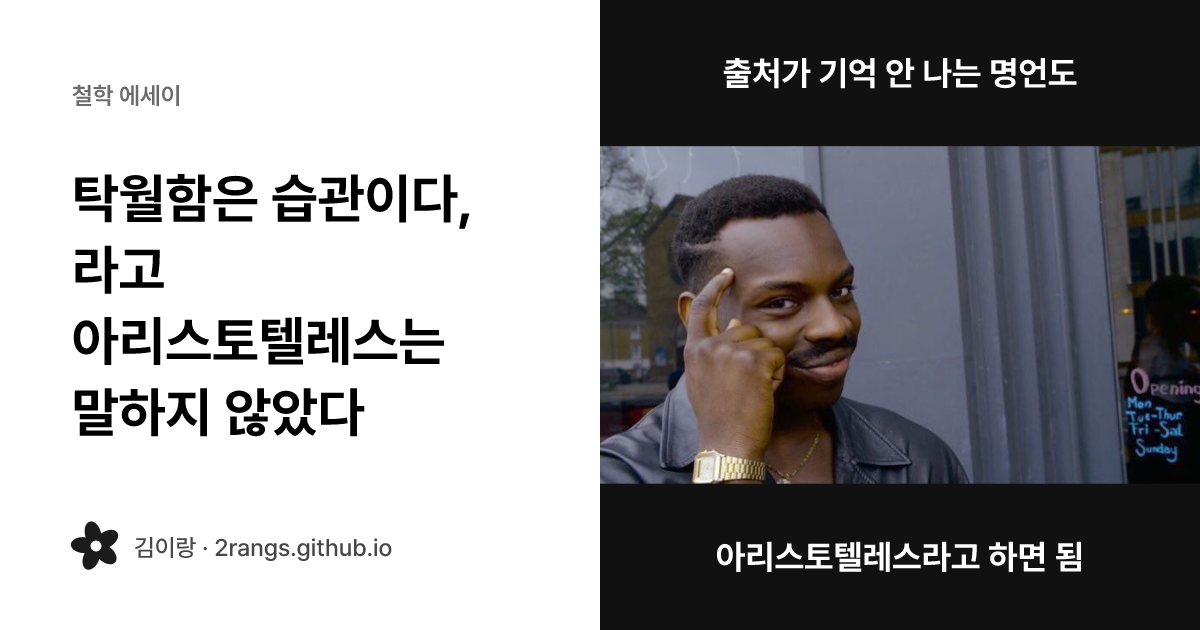 철학 에세이
탁월함은 습관이다,
라고
아리스토텔레스는
말하지 않았다
김이랑 · 2rangs.github.io
출처가 기억 안 나는 명언도
Opening
Mon
Tue-Thur
Fri -Sat
Sunday
아리스토텔레스라고 하면 됨